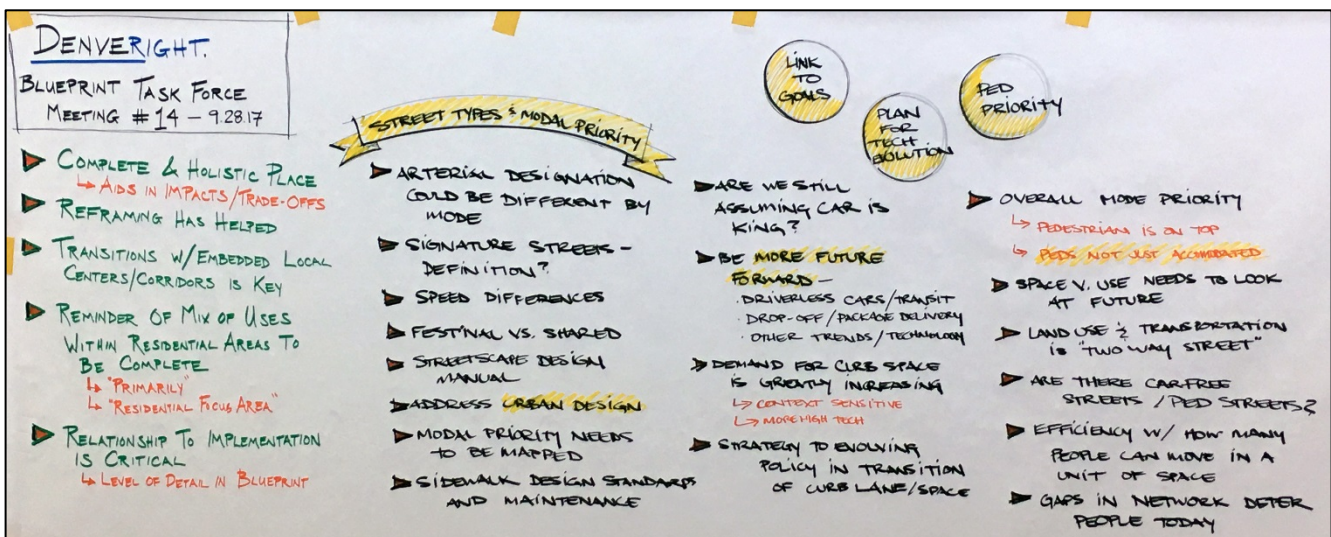 DENVERIGHT.
BLUEPRINT TASK FORCE
MEETING #14 – 9.28.17
COMPLETE & HOLISTIC PLACE
↳ AIDS IN IMPACTS/TRADE-OFFS
REFRAMING HAS HELPED
TRANSITIONS W/EMBEDDED LOCAL
CENTERS/CORRIDORS IS KEY
REMINDER OF MIX OF USES
WITHIN RESIDENTIAL AREAS TO
BE COMPLETE
↳ "PRIMARILY"
↳ "RESIDENTIAL FOCUS AREA"
RELATIONSHIP TO IMPLEMENTATION
IS CRITICAL
↳ LEVEL OF DETAIL IN BLUEPRINT
STREET TYPES & MODAL PRIORITY
ARTERIAL DESIGNATION
COULD BE DIFFERENT BY
MODE
SIGNATURE STREETS –
DEFINITION?
SPEED DIFFERENCES
FESTIVAL VS. SHARED
STREETSCAPE DESIGN
MANUAL
ADDRESS URBAN DESIGN
MODAL PRIORITY NEEDS
TO BE MAPPED
SIDEWALK DESIGN STANDARDS
AND MAINTENANCE
LINK
TO
GOALS
PLAN
FOR
TECH
EVOLUTION
PED
PRIORITY
ARE WE STILL
ASSUMING CAR IS
KING?
BE MORE FUTURE
FORWARD –
· DRIVERLESS CARS/TRANSIT
· DROP-OFF/PACKAGE DELIVERY
· OTHER TRENDS/TECHNOLOGY
DEMAND FOR CURB SPACE
IS GREATLY INCREASING
↳ CONTEXT SENSITIVE
↳ MORE HIGH TECH
STRATEGY TO EVOLVING
POLICY IN TRANSITION
OF CURB LANE/SPACE
OVERALL MODE PRIORITY
↳ PEDESTRIAN IS ON TOP
↳ PEDS NOT JUST ACCOMODATED
SPACE V. USE NEEDS TO LOOK
AT FUTURE
LAND USE & TRANSPORTATION
IS "TWO WAY STREET"
ARE THERE CAR FREE
STREETS / PED STREETS?
EFFICIENCY W/ HOW MANY
PEOPLE CAN MOVE IN A
UNIT OF SPACE
GAPS IN NETWORK DETER
PEOPLE TODAY